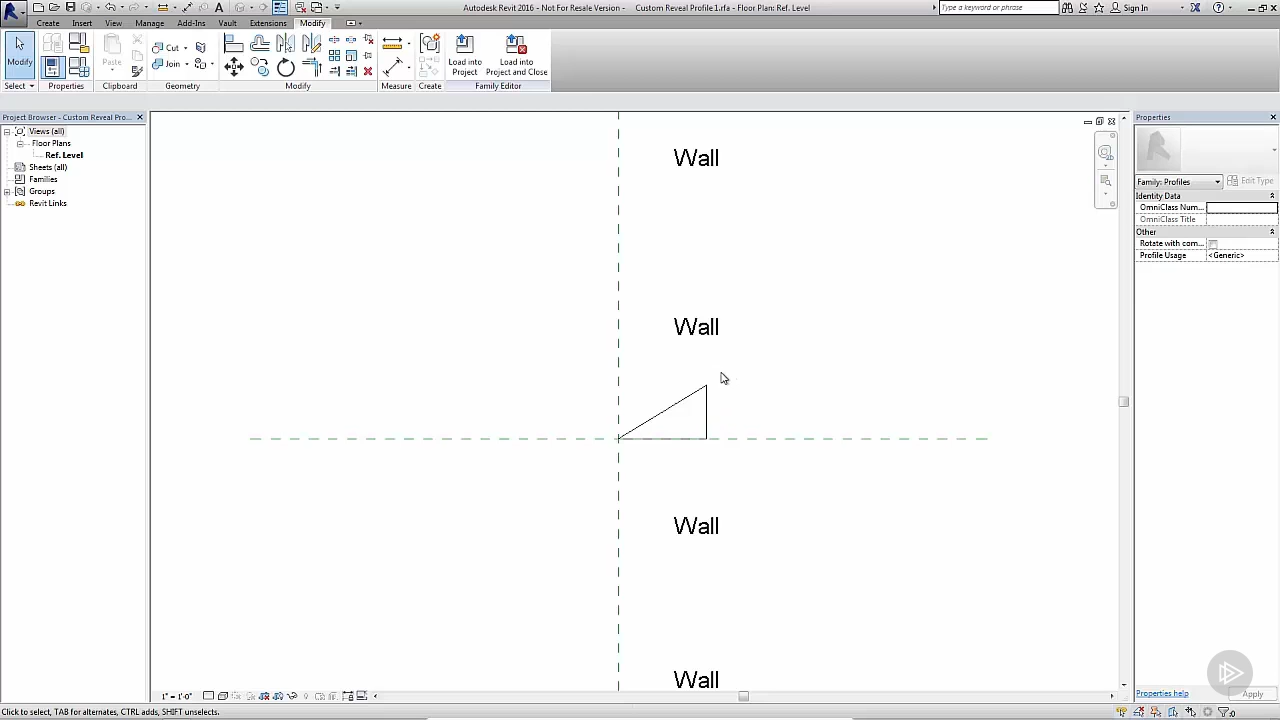 Autodesk Revit 2016 - Not For Resale Version - Custom Reveal Profile 1.rfa - Floor Plan: Ref. Level
Type a keyword or phrase
Sign In
Create Insert View Manage Add-Ins Vault Extensions Modify
Modify
Paste
Cut
Join
Load into
Project
Load into
Project and Close
Select Properties Clipboard Geometry Modify Measure Create Family Editor
Project Browser - Custom Reveal Pro...
Views (all)
Floor Plans
Ref. Level
Sheets (all)
Families
Groups
Revit Links
Wall
Wall
Wall
Wall
Properties
Family: Profiles
Edit Type
Identity Data
OmniClass Num...
OmniClass Title
Other
Rotate with com...
Profile Usage <Generic>
Properties help
Apply
1" = 1'-0"
Click to select, TAB for alternates, CTRL adds, SHIFT unselects.
:0